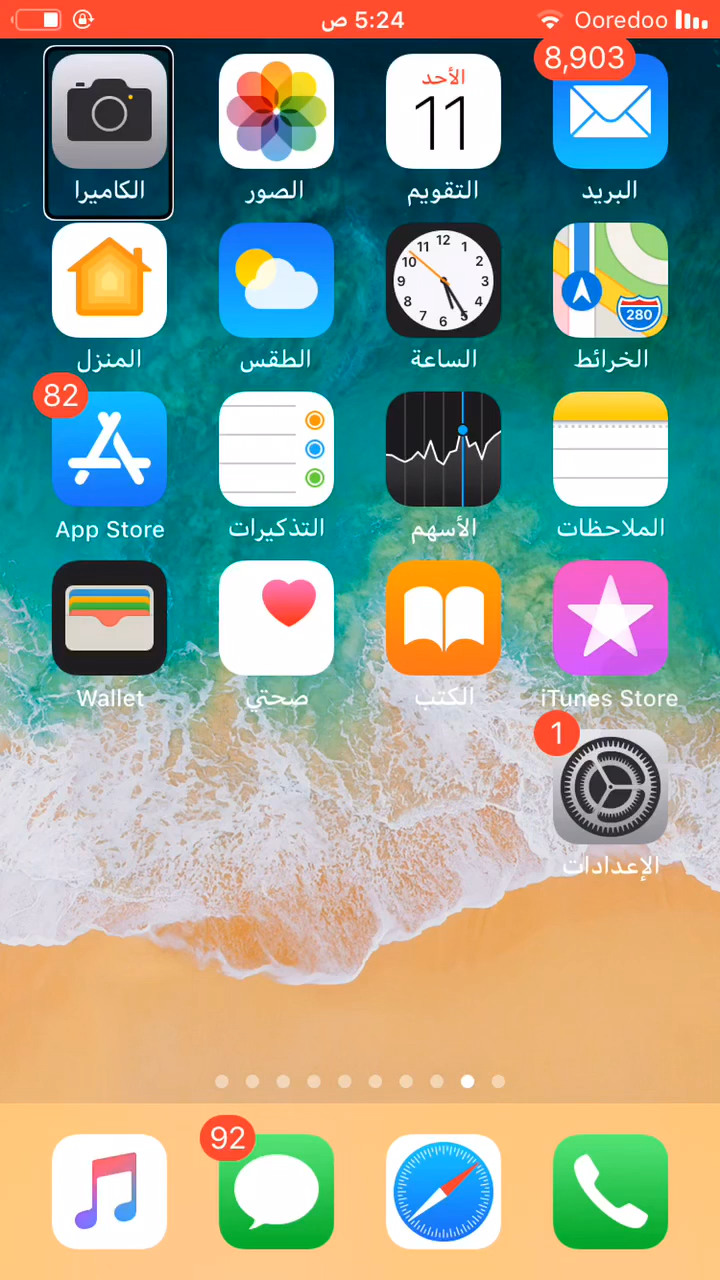 Ooredoo 5:24 ص
8,903
الأحد
11
البريد التقويم الصور الكاميرا
12 1 2 3 4 5 6 7 8 9 10 11
280
الخرائط الساعة الطقس المنزل
82
الملاحظات الأسهم التذكيرات App Store
iTunes Store الكتب صحتي Wallet
1
الإعدادات
92